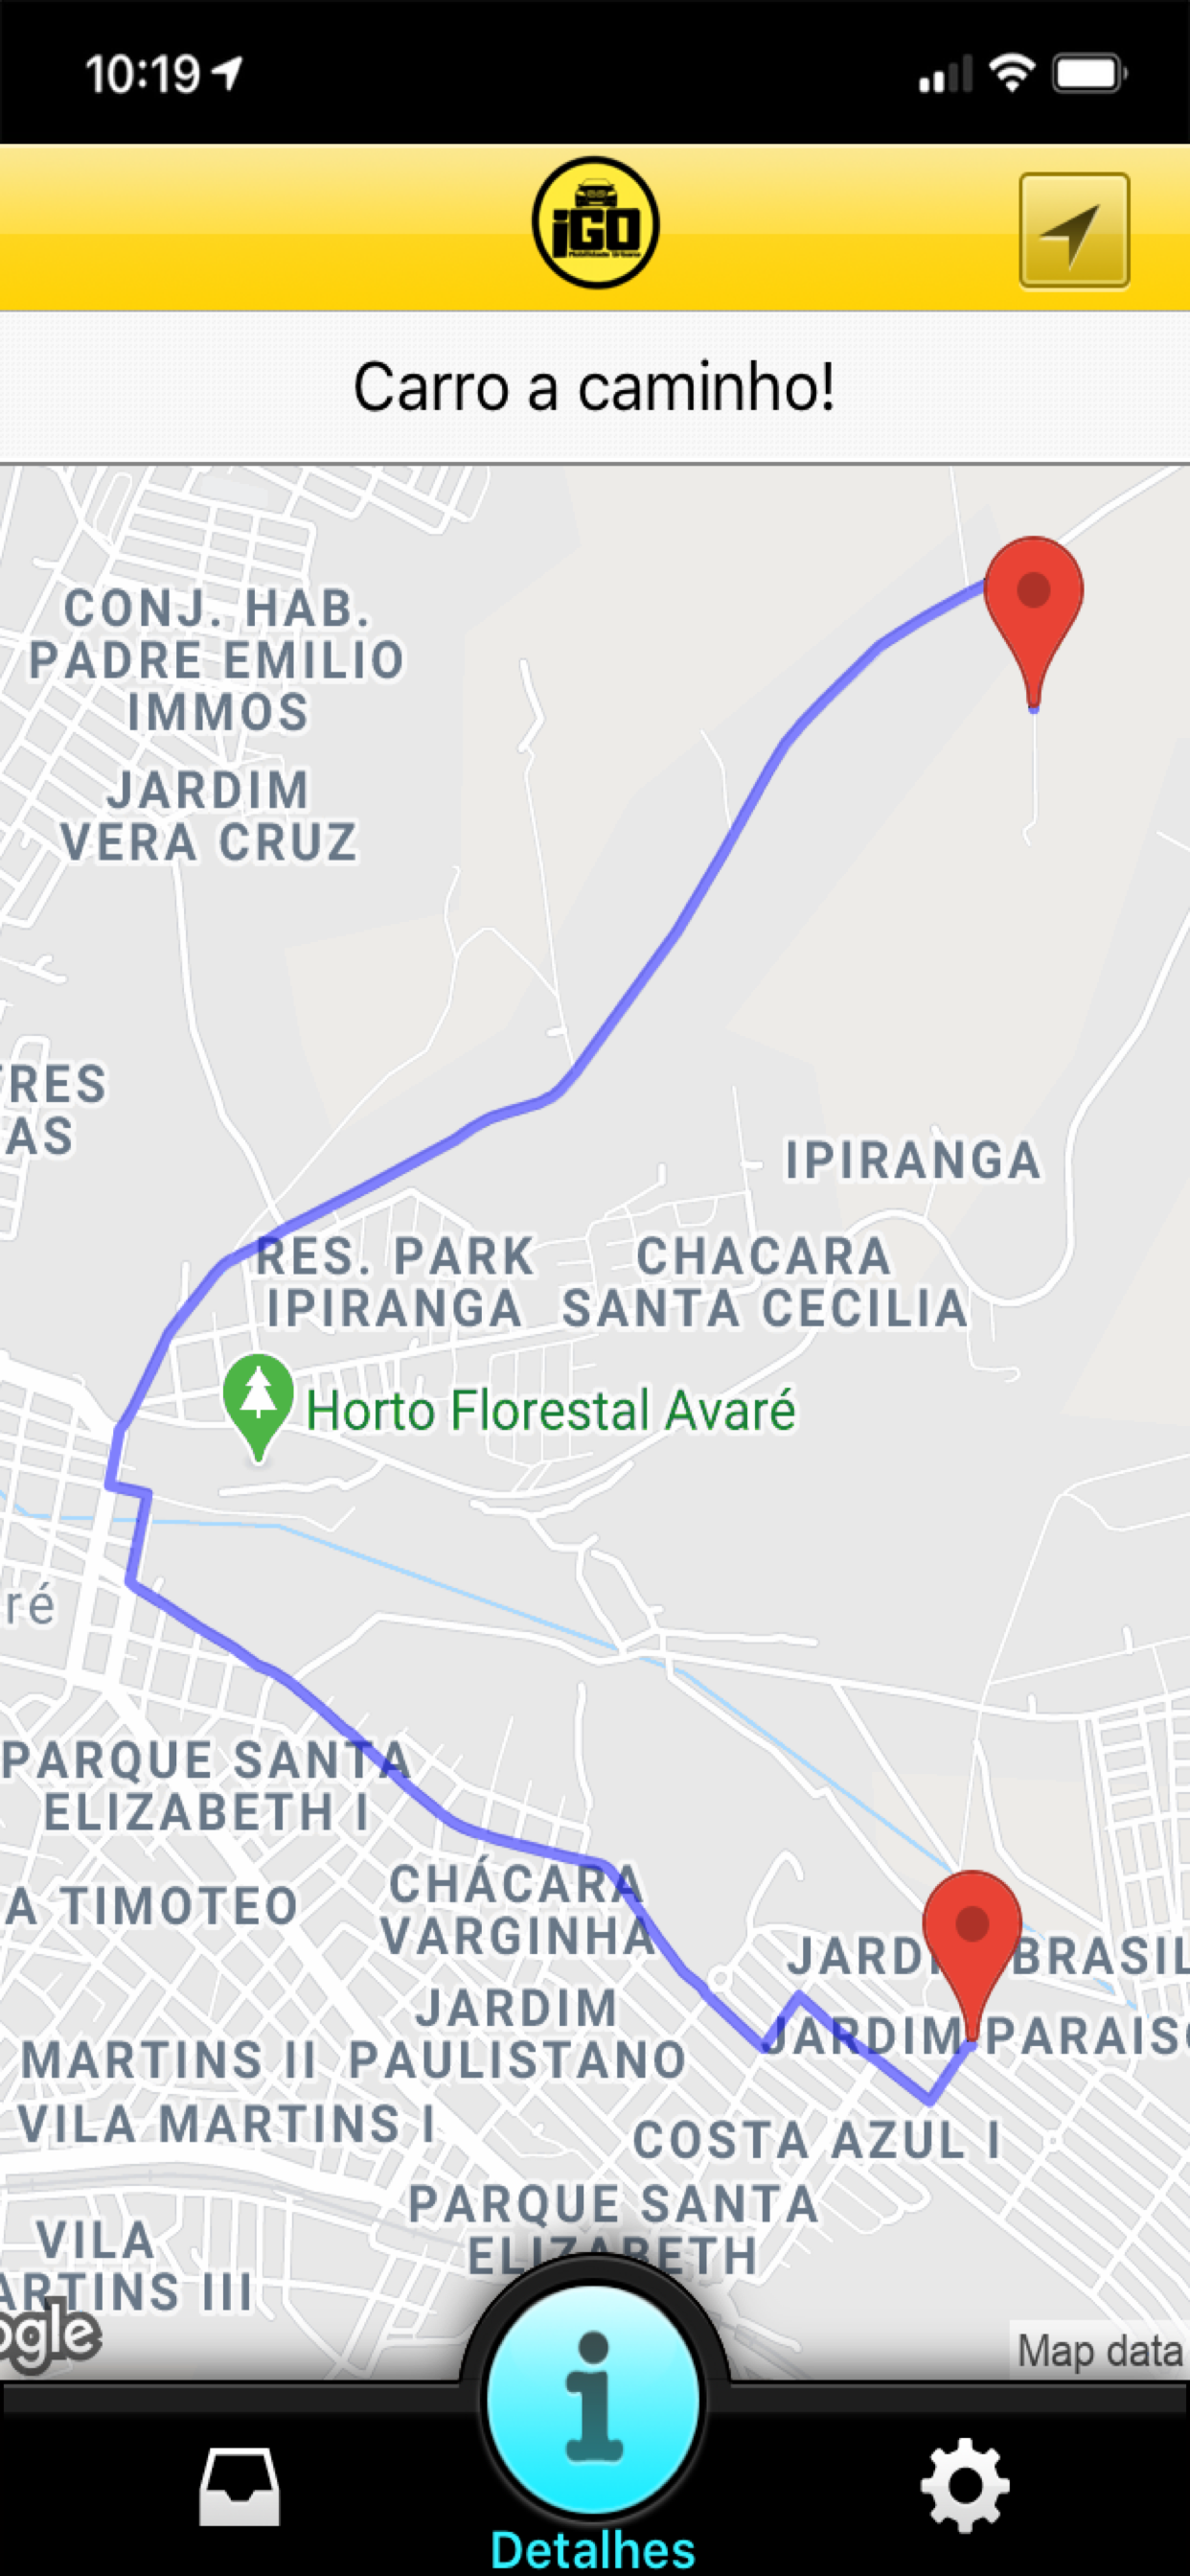 10:19
iGO
Mobilidade Urbana
Carro a caminho!
CONJ. HAB.
PADRE EMILIO
IMMOS
JARDIM
VERA CRUZ
RES
AS
IPIRANGA
RES. PARK
IPIRANGA
CHACARA
SANTA CECILIA
Horto Florestal Avaré
ré
PARQUE SANTA
ELIZABETH I
A TIMOTEO
CHÁCARA
VARGINHA
JARDI BRASIL
JARDIM
PAULISTANO
JARDIM PARAISO
MARTINS II
VILA MARTINS I
COSTA AZUL I
PARQUE SANTA
ELIZABETH
VILA
ARTINS III
ogle
Map data
Detalhes